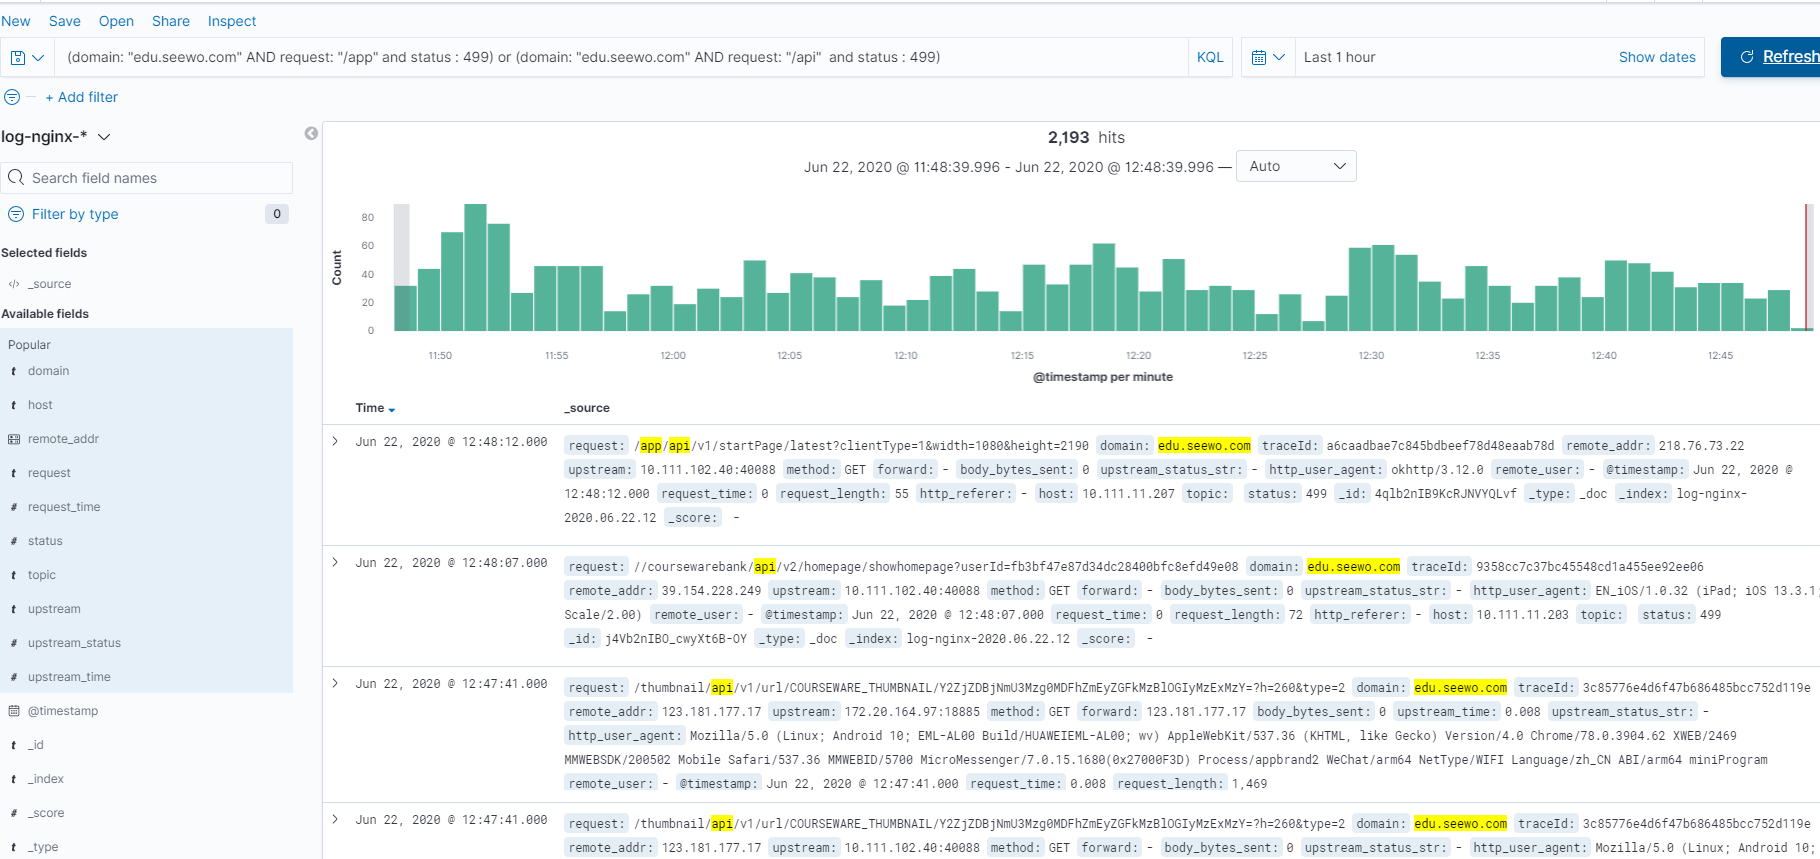 New Save Open Share Inspect
(domain: "edu.seewo.com" AND request: "/app" and status : 499) or (domain: "edu.seewo.com" AND request: "/api"  and status : 499) KQL Last 1 hour Show dates Refresh
+ Add filter
log-nginx-*
Search field names
Filter by type 0
Selected fields
_source
Available fields
Popular
t domain
t host
remote_addr
t request
# request_time
# status
t topic
t upstream
# upstream_status
# upstream_time
@timestamp
t _id
t _index
# _score
t _type
2,193 hits
Jun 22, 2020 @ 11:48:39.996 - Jun 22, 2020 @ 12:48:39.996 — Auto
Count
80
60
40
20
0
11:50 11:55 12:00 12:05 12:10 12:15 12:20 12:25 12:30 12:35 12:40 12:45
@timestamp per minute
Time _source
Jun 22, 2020 @ 12:48:12.000 request: /app/api/v1/startPage/latest?clientType=1&width=1080&height=2190 domain: edu.seewo.com traceId: a6caadbae7c845bdbeef78d48eaab78d remote_addr: 218.76.73.22
upstream: 10.111.102.40:40088 method: GET forward: - body_bytes_sent: 0 upstream_status_str: - http_user_agent: okhttp/3.12.0 remote_user: - @timestamp: Jun 22, 2020 @
12:48:12.000 request_time: 0 request_length: 55 http_referer: - host: 10.111.11.207 topic: status: 499 _id: 4qlb2nIB9KcRJNVYQLvf _type: _doc _index: log-nginx-
2020.06.22.12 _score: -
Jun 22, 2020 @ 12:48:07.000 request: //coursewarebank/api/v2/homepage/showhomepage?userId=fb3bf47e87d34dc28400bfc8efd49e08 domain: edu.seewo.com traceId: 9358cc7c37bc45548cd1a455ee92ee06
remote_addr: 39.154.228.249 upstream: 10.111.102.40:40088 method: GET forward: - body_bytes_sent: 0 upstream_status_str: - http_user_agent: EN_iOS/1.0.32 (iPad; iOS 13.3.1;
Scale/2.00) remote_user: - @timestamp: Jun 22, 2020 @ 12:48:07.000 request_time: 0 request_length: 72 http_referer: - host: 10.111.11.203 topic: status: 499
_id: j4Vb2nIBO_cwyXt6B-OY _type: _doc _index: log-nginx-2020.06.22.12 _score: -
Jun 22, 2020 @ 12:47:41.000 request: /thumbnail/api/v1/url/COURSEWARE_THUMBNAIL/Y2ZjZDBjNmU3Mzg0MDFhZmEyZGFkMzBlOGIyMzExMzY=?h=260&type=2 domain: edu.seewo.com traceId: 3c85776e4d6f47b686485bcc752d119e
remote_addr: 123.181.177.17 upstream: 172.20.164.97:18885 method: GET forward: 123.181.177.17 body_bytes_sent: 0 upstream_time: 0.008 upstream_status_str: -
http_user_agent: Mozilla/5.0 (Linux; Android 10; EML-AL00 Build/HUAWEIEML-AL00; wv) AppleWebKit/537.36 (KHTML, like Gecko) Version/4.0 Chrome/78.0.3904.62 XWEB/2469
MMWEBSDK/200502 Mobile Safari/537.36 MMWEBID/5700 MicroMessenger/7.0.15.1680(0x27000F3D) Process/appbrand2 WeChat/arm64 NetType/WIFI Language/zh_CN ABI/arm64 miniProgram
remote_user: - @timestamp: Jun 22, 2020 @ 12:47:41.000 request_time: 0.008 request_length: 1,469
Jun 22, 2020 @ 12:47:41.000 request: /thumbnail/api/v1/url/COURSEWARE_THUMBNAIL/Y2ZjZDBjNmU3Mzg0MDFhZmEyZGFkMzBlOGIyMzExMzY=?h=260&type=2 domain: edu.seewo.com traceId: 3c85776e4d6f47b686485bcc752d119e
remote_addr: 123.181.177.17 upstream: 10.111.102.40:40088 method: GET forward: - body_bytes_sent: 0 upstream_status_str: - http_user_agent: Mozilla/5.0 (Linux; Android 10;